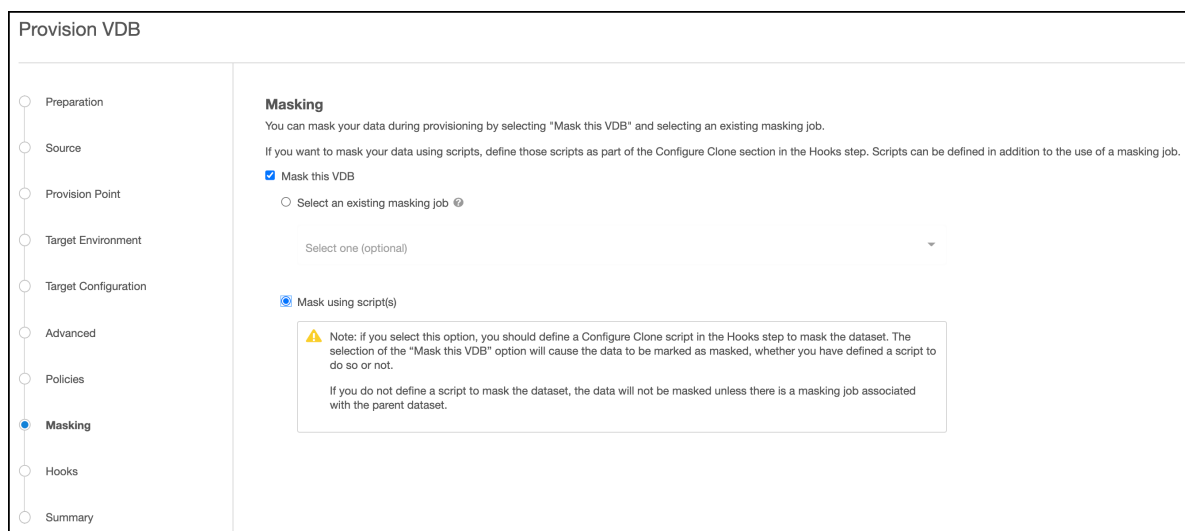 Provision VDB
Preparation
Source
Provision Point
Target Environment
Target Configuration
Advanced
Policies
Masking
Hooks
Summary
Masking
You can mask your data during provisioning by selecting "Mask this VDB" and selecting an existing masking job.
If you want to mask your data using scripts, define those scripts as part of the Configure Clone section in the Hooks step. Scripts can be defined in addition to the use of a masking job.
Mask this VDB
Select an existing masking job ?
Select one (optional)
Mask using script(s)
Note: if you select this option, you should define a Configure Clone script in the Hooks step to mask the dataset. The
selection of the “Mask this VDB” option will cause the data to be marked as masked, whether you have defined a script to
do so or not.
If you do not define a script to mask the dataset, the data will not be masked unless there is a masking job associated
with the parent dataset.